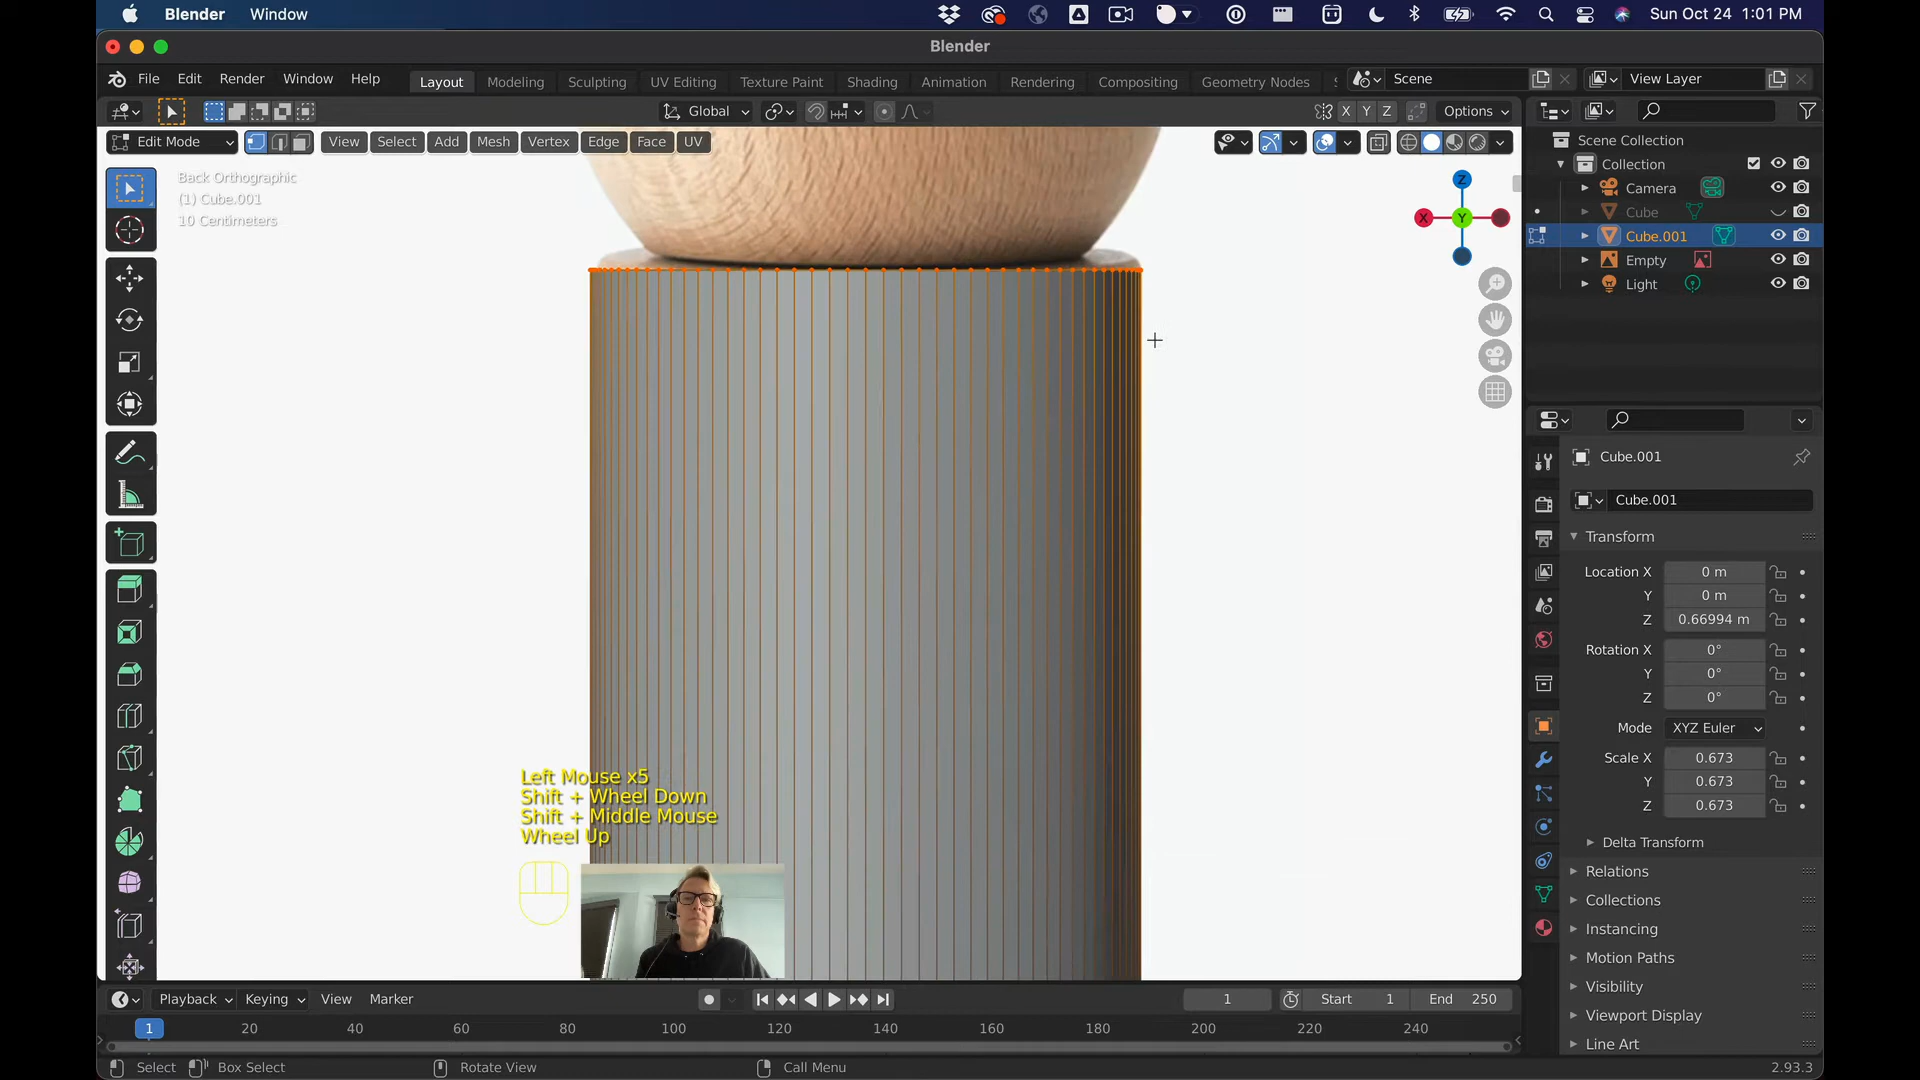 Blender Window Sun Oct 24 1:01 PM
Blender
File Edit Render Window Help Layout Modeling Sculpting UV Editing Texture Paint Shading Animation Rendering Compositing Geometry Nodes Scene View Layer
Global X Y Z Options
Edit Mode View Select Add Mesh Vertex Edge Face UV
Back Orthographic
(1) Cube.001
10 Centimeters
Z
X Y
Scene Collection
Collection
Camera
Cube
Cube.001
Empty
Light
Cube.001
Cube.001
Transform
Location X 0 m
Y 0 m
Z 0.66994 m
Rotation X 0°
Y 0°
Z 0°
Mode XYZ Euler
Scale X 0.673
Y 0.673
Z 0.673
Delta Transform
Relations
Collections
Instancing
Motion Paths
Visibility
Viewport Display
Line Art
Left Mouse x5
Shift + Wheel Down
Shift + Middle Mouse
Wheel Up
Playback Keying View Marker 1 Start 1 End 250
1 20 40 60 80 100 120 140 160 180 200 220 240
Select Box Select Rotate View Call Menu 2.93.3